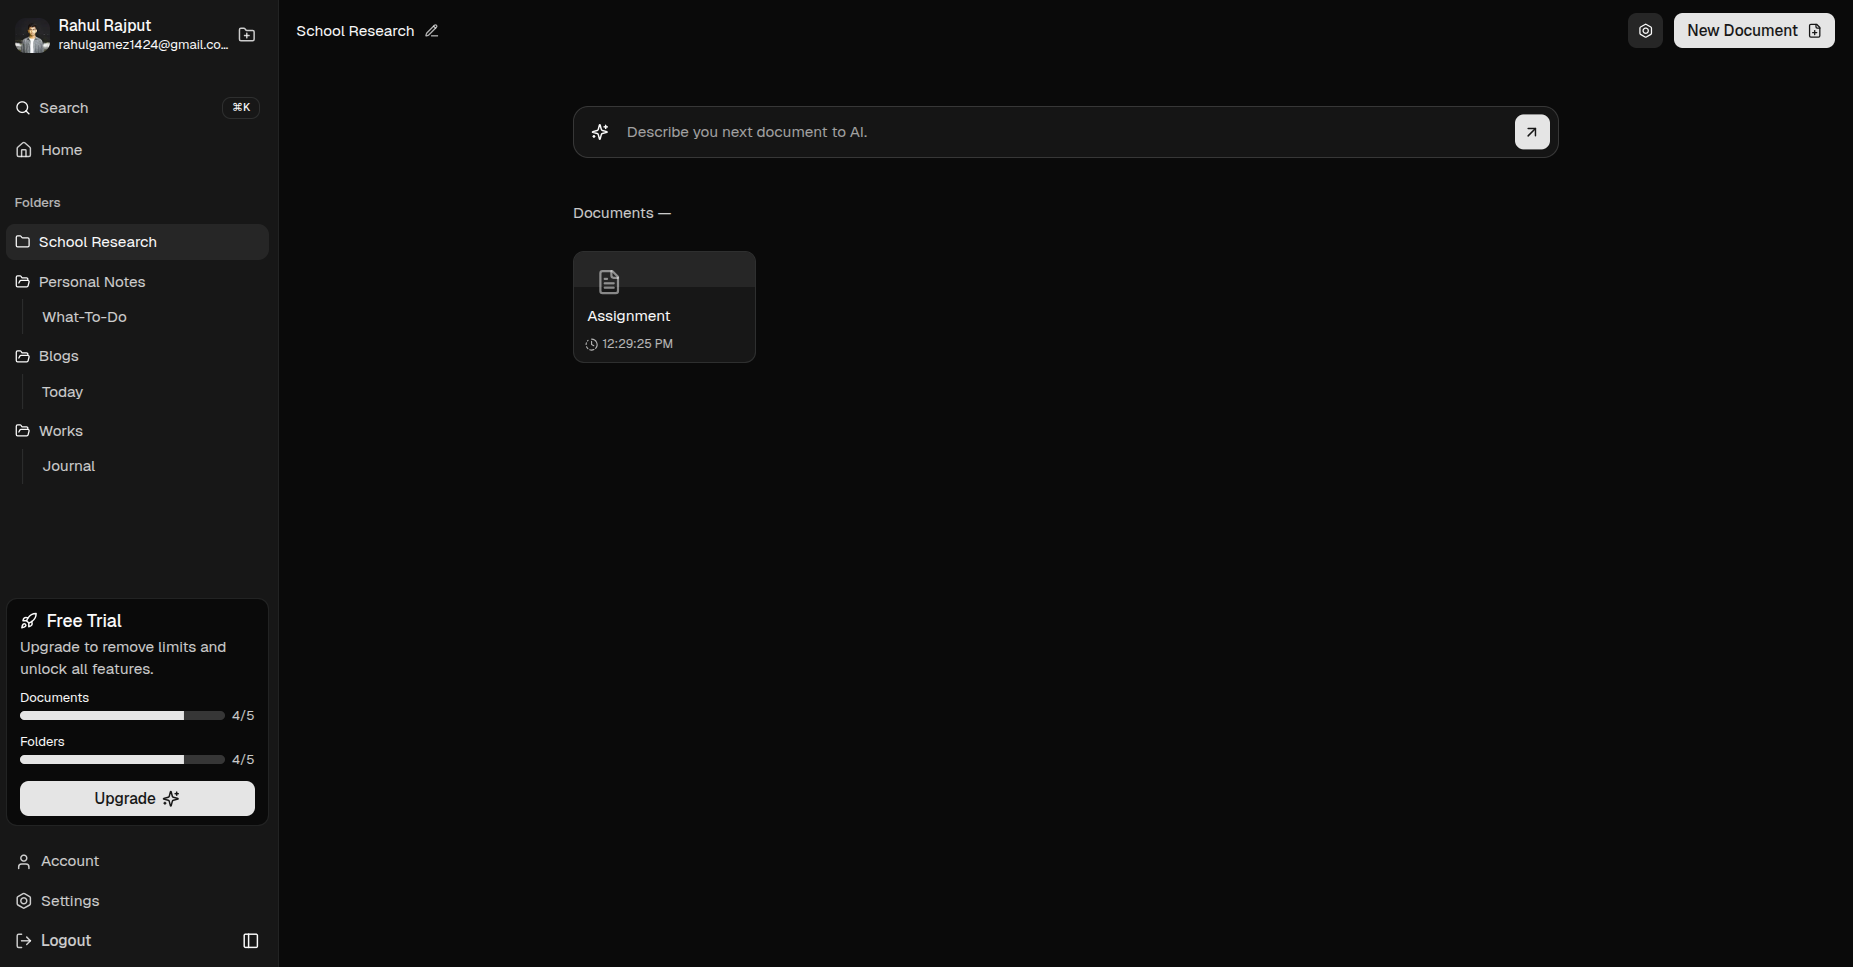 Rahul Rajput
rahulgamez1424@gmail.co...
Search
⌘K
Home
Folders
School Research
Personal Notes
What-To-Do
Blogs
Today
Works
Journal
Free Trial
Upgrade to remove limits and
unlock all features.
Documents
4/5
Folders
4/5
Upgrade
Account
Settings
Logout
School Research
New Document
Describe you next document to AI.
Documents —
Assignment
12:29:25 PM